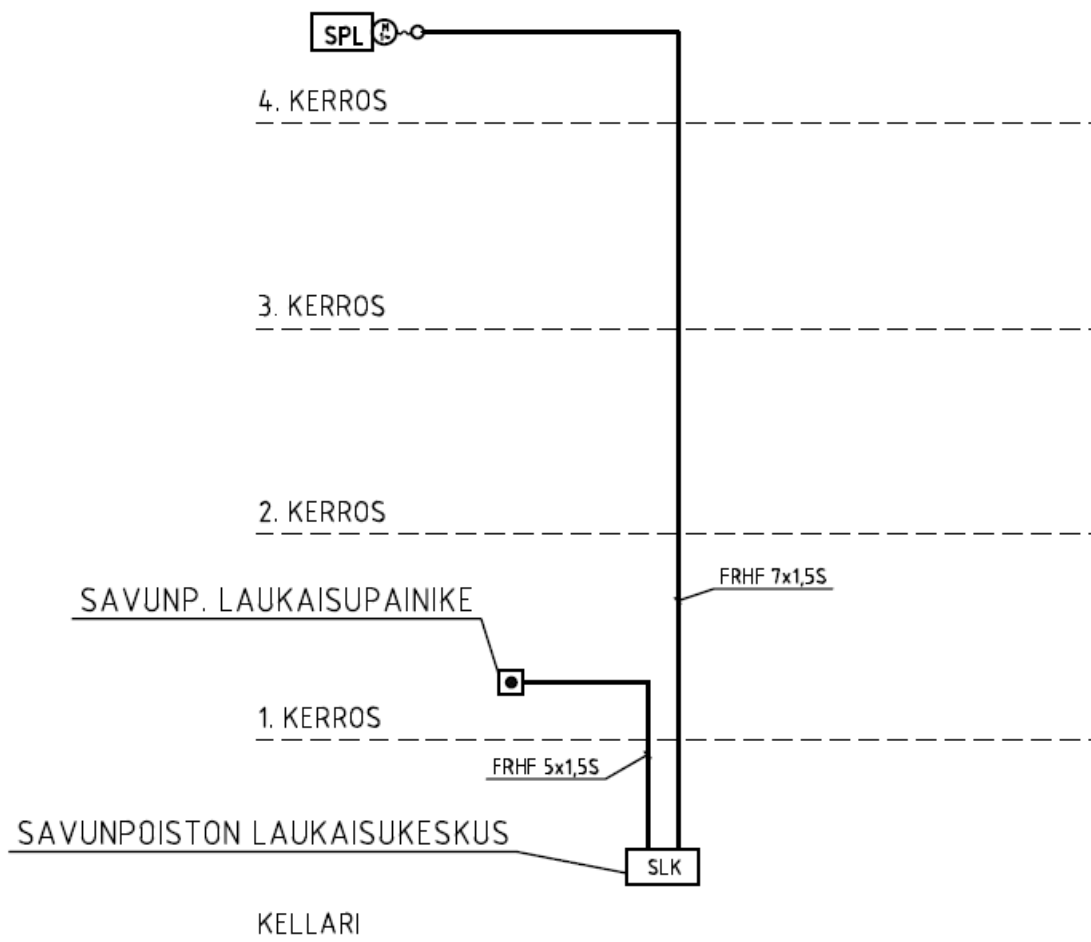 SPL M
1~
4. KERROS
3. KERROS
2. KERROS
FRHF 7x1,5S
SAVUNP. LAUKAISUPAINIKE
1. KERROS
FRHF 5x1,5S
SAVUNPOISTON LAUKAISUKESKUS
SLK
KELLARI